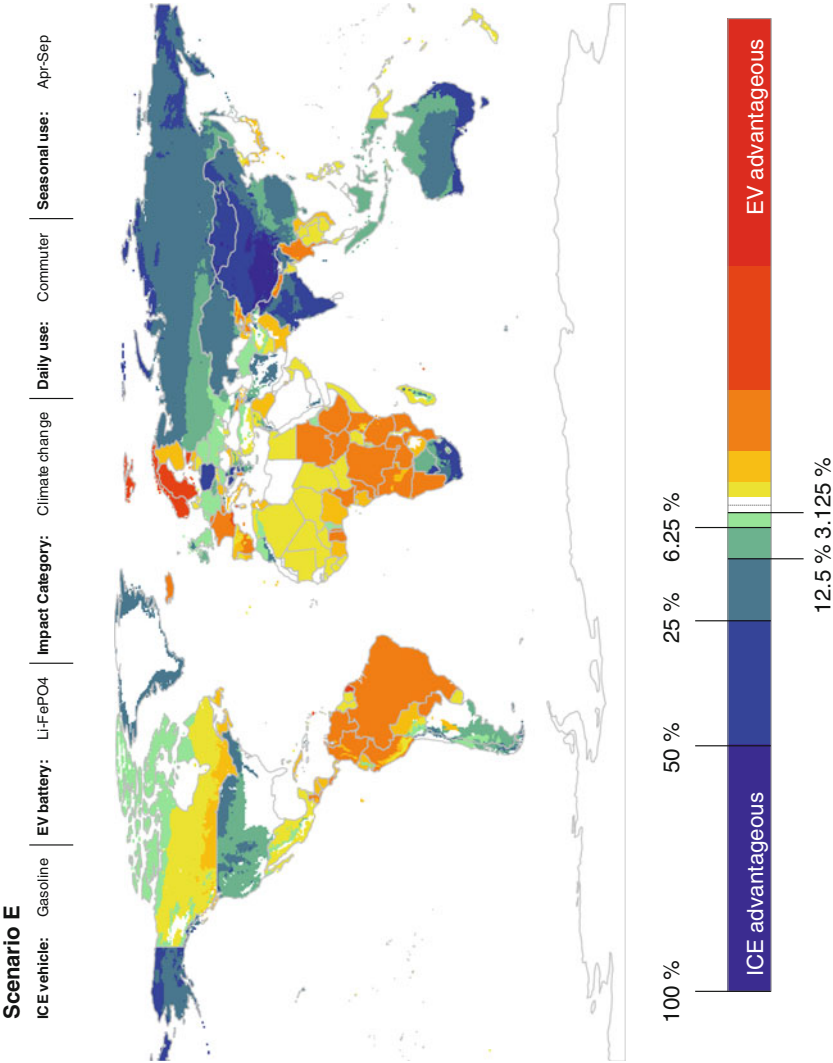 Scenario E
ICE vehicle: Gasoline EV battery: Li-FePO4 Impact Category: Climate change Daily use: Commuter Seasonal use: Apr-Sep
100 % 50 % 25 % 6.25 %
ICE advantageous EV advantageous
12.5 % 3.125 %